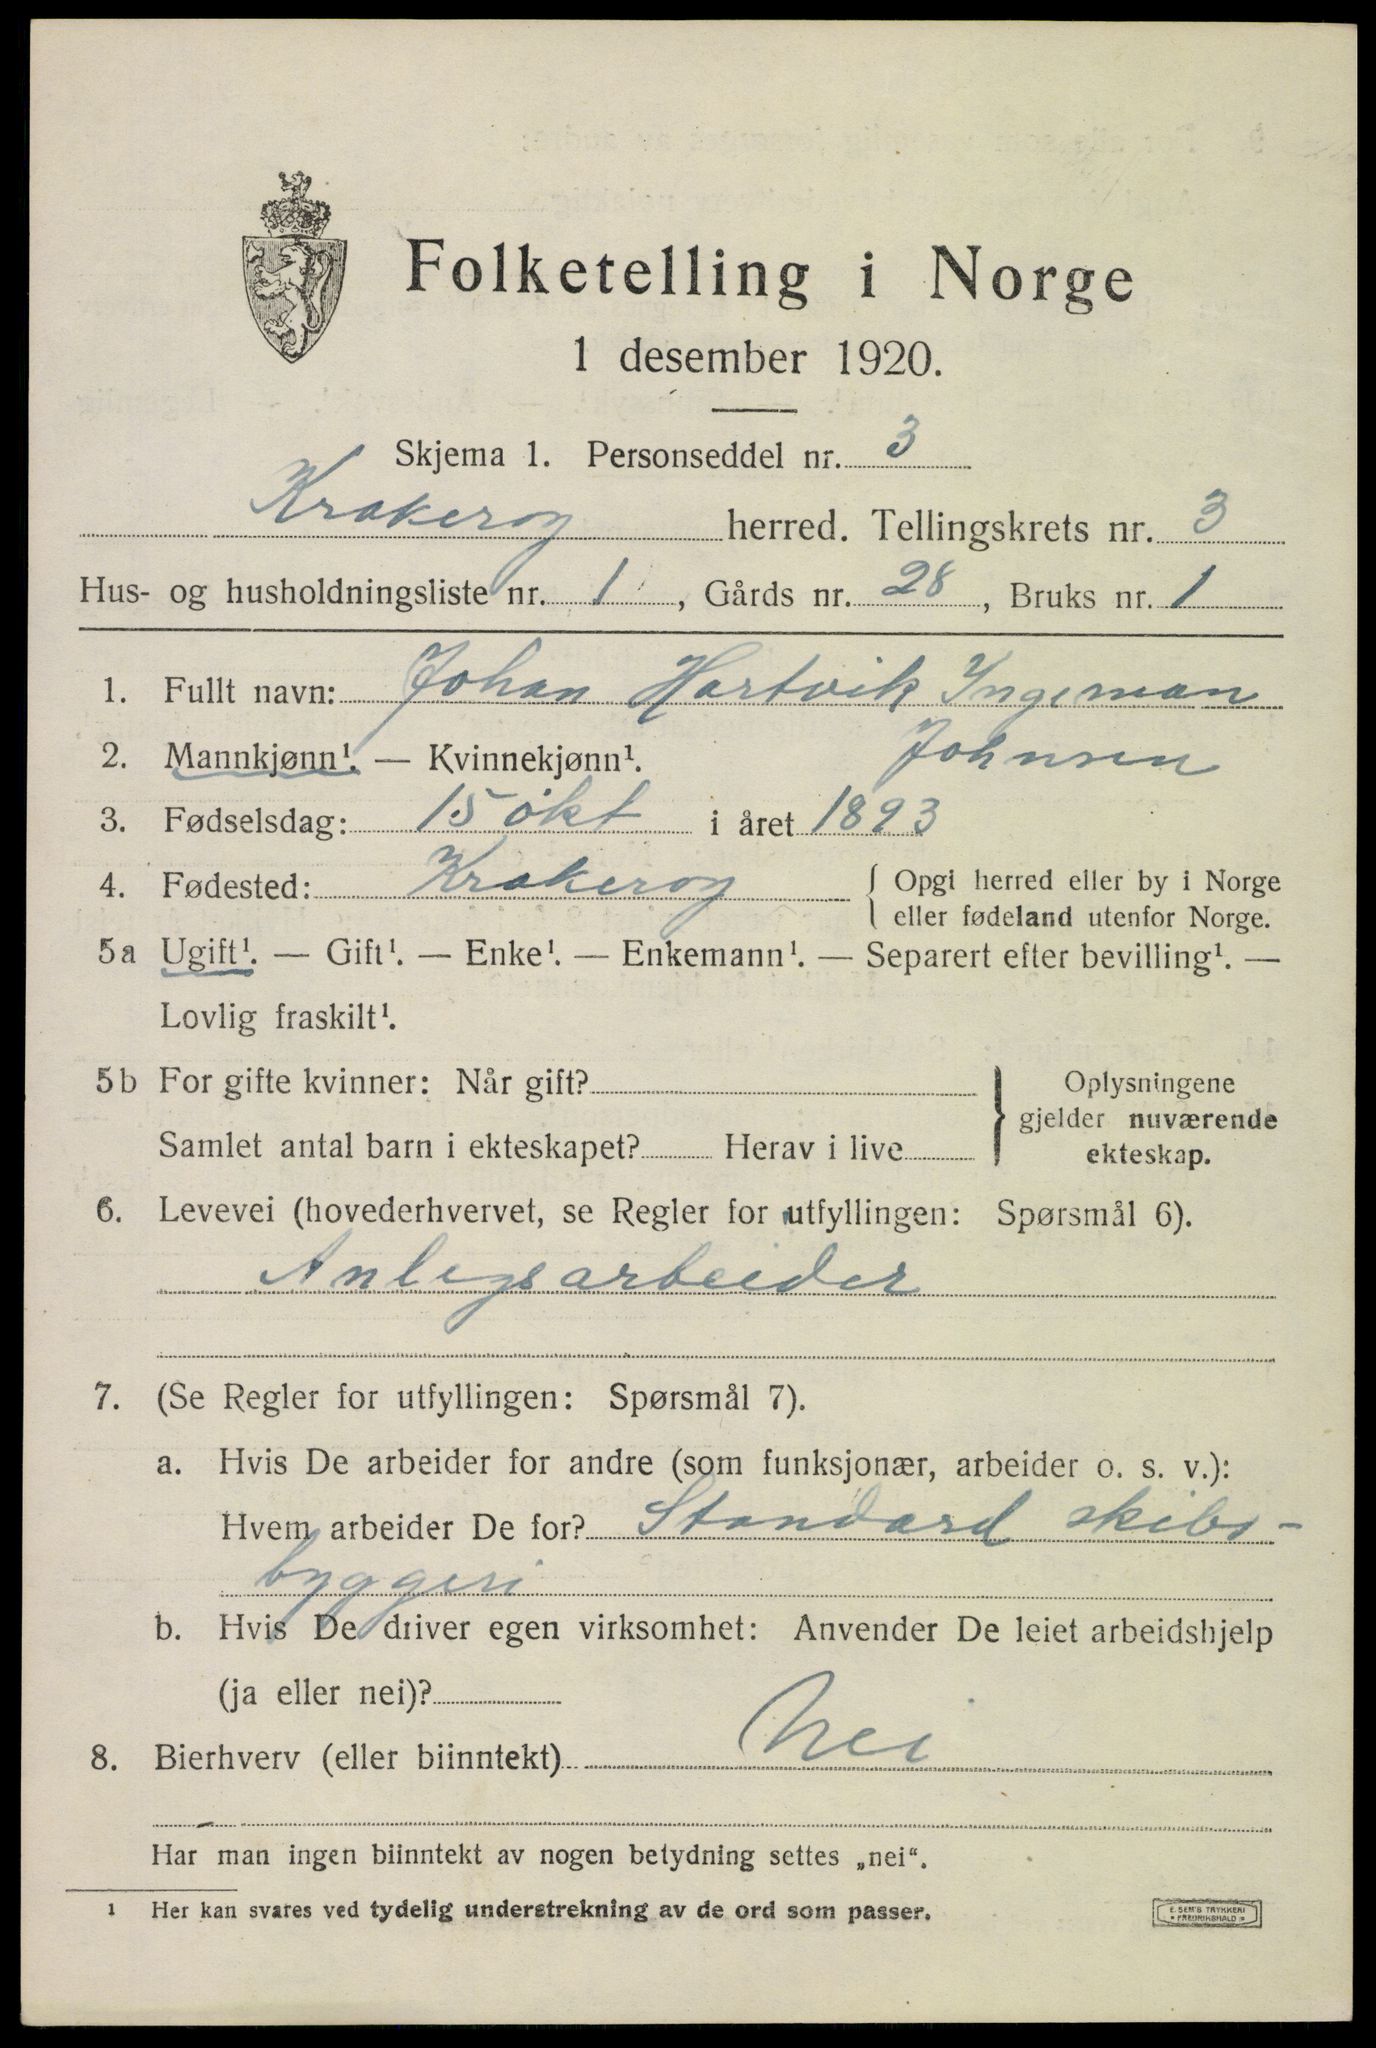 Folketelling i Norge
1 desember 1920.
Skjema 1. Personseddel nr. 3
Krakeroy herred. Tellingskrets nr. 3
Hus- og husholdningsliste nr. 1, Gårds nr. 28, Bruks nr. 1
1. Fullt navn: Johan Hartvik Ingeman
2. Mannkjønn¹. — Kvinnekjønn¹. Johnsen
3. Fødselsdag: 15 okt i året 1893
4. Fødested: Krakeroy { Opgi herred eller by i Norge
eller fødeland utenfor Norge.
5a Ugift¹. — Gift¹. — Enke¹. — Enkemann¹. — Separert efter bevilling¹. —
Lovlig fraskilt¹.
5b For gifte kvinner: Når gift? } Oplysningene
gjelder nuværende
Samlet antal barn i ekteskapet? Herav i live ekteskap.
6. Levevei (hovederhvervet, se Regler for utfyllingen: Spørsmål 6).
Anlegsarbeider
7. (Se Regler for utfyllingen: Spørsmål 7).
a. Hvis De arbeider for andre (som funksjonær, arbeider o. s. v.):
Hvem arbeider De for? Standard skibs-
byggeri
b. Hvis De driver egen virksomhet: Anvender De leiet arbeidshjelp
(ja eller nei)?
8. Bierhverv (eller biinntekt) Nei
Har man ingen biinntekt av nogen betydning settes „nei“.
1 Her kan svares ved tydelig understrekning av de ord som passer.
E. SEM'S TRYKKERI
* FREDRIKSHALD *